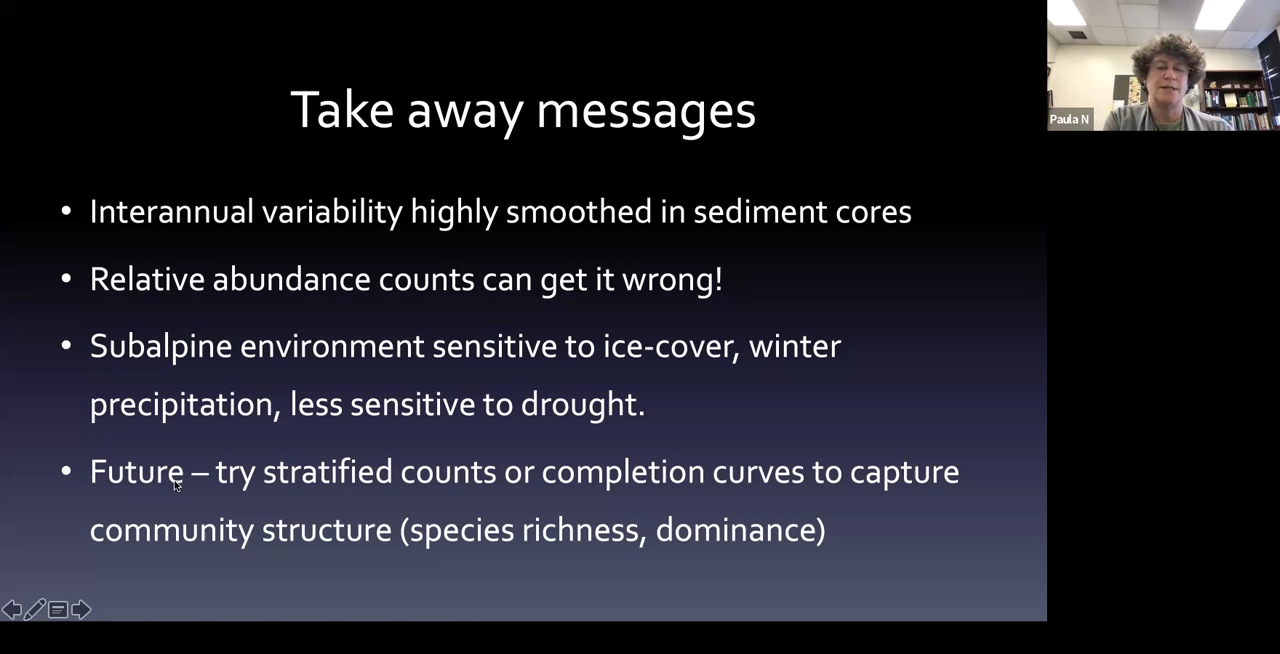 Take away messages
• Interannual variability highly smoothed in sediment cores
• Relative abundance counts can get it wrong!
• Subalpine environment sensitive to ice-cover, winter
precipitation, less sensitive to drought.
• Future – try stratified counts or completion curves to capture
community structure (species richness, dominance)
Paula N